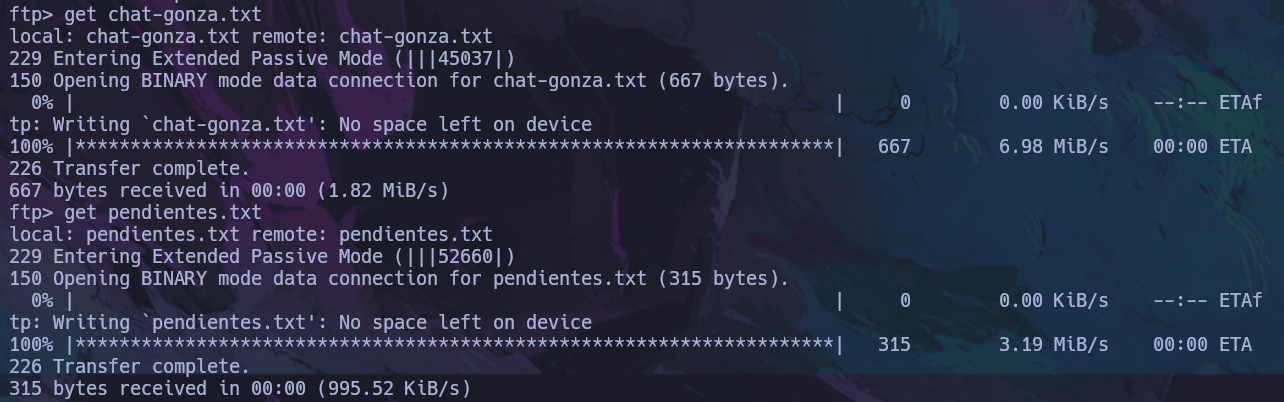 ftp> get chat-gonza.txt
local: chat-gonza.txt remote: chat-gonza.txt
229 Entering Extended Passive Mode (|||45037|)
150 Opening BINARY mode data connection for chat-gonza.txt (667 bytes).
  0% |                                                                     |     0        0.00 KiB/s    --:-- ETAf
tp: Writing `chat-gonza.txt': No space left on device
100% |*********************************************************************|   667        6.98 MiB/s    00:00 ETA
226 Transfer complete.
667 bytes received in 00:00 (1.82 MiB/s)
ftp> get pendientes.txt
local: pendientes.txt remote: pendientes.txt
229 Entering Extended Passive Mode (|||52660|)
150 Opening BINARY mode data connection for pendientes.txt (315 bytes).
  0% |                                                                     |     0        0.00 KiB/s    --:-- ETAf
tp: Writing `pendientes.txt': No space left on device
100% |*********************************************************************|   315        3.19 MiB/s    00:00 ETA
226 Transfer complete.
315 bytes received in 00:00 (995.52 KiB/s)